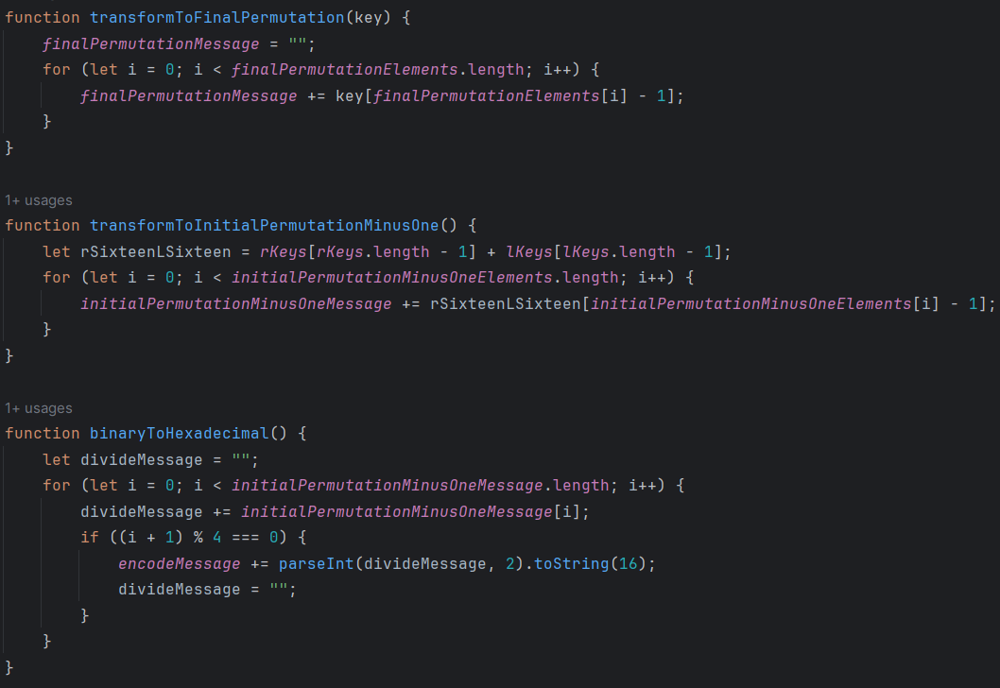 function transformToFinalPermutation(key) {
    finalPermutationMessage = "";
    for (let i = 0; i < finalPermutationElements.length; i++) {
        finalPermutationMessage += key[finalPermutationElements[i] - 1];
    }
}
1+ usages
function transformToInitialPermutationMinusOne() {
    let rSixteenLSixteen = rKeys[rKeys.length - 1] + lKeys[lKeys.length - 1];
    for (let i = 0; i < initialPermutationMinusOneElements.length; i++) {
        initialPermutationMinusOneMessage += rSixteenLSixteen[initialPermutationMinusOneElements[i] - 1];
    }
}
1+ usages
function binaryToHexadecimal() {
    let divideMessage = "";
    for (let i = 0; i < initialPermutationMinusOneMessage.length; i++) {
        divideMessage += initialPermutationMinusOneMessage[i];
        if ((i + 1) % 4 === 0) {
            encodeMessage += parseInt(divideMessage, 2).toString(16);
            divideMessage = "";
        }
    }
}